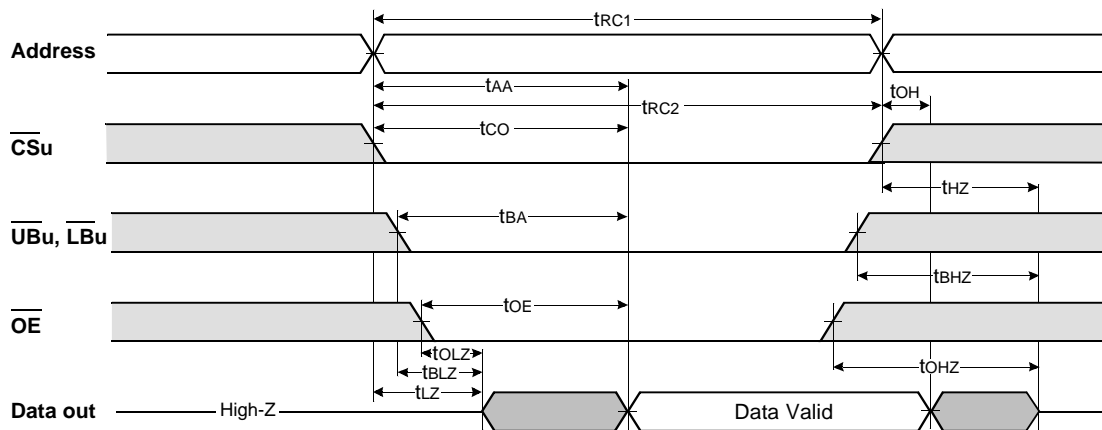 tRC1
Address
tAA
tOH
tRC2
CSu
tCO
tHZ
UBu, LBu
tBA
tBHZ
OE
tOE
tOLZ
tOHZ
tBLZ
tLZ
Data out
High-Z
Data Valid